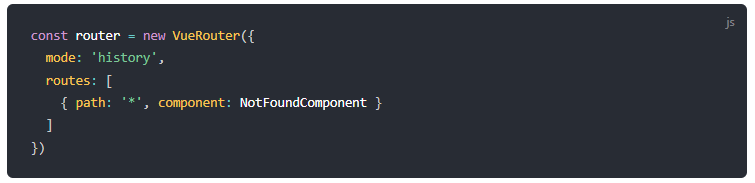 js
const router = new VueRouter({
  mode: 'history',
  routes: [
    { path: '*', component: NotFoundComponent }
  ]
})